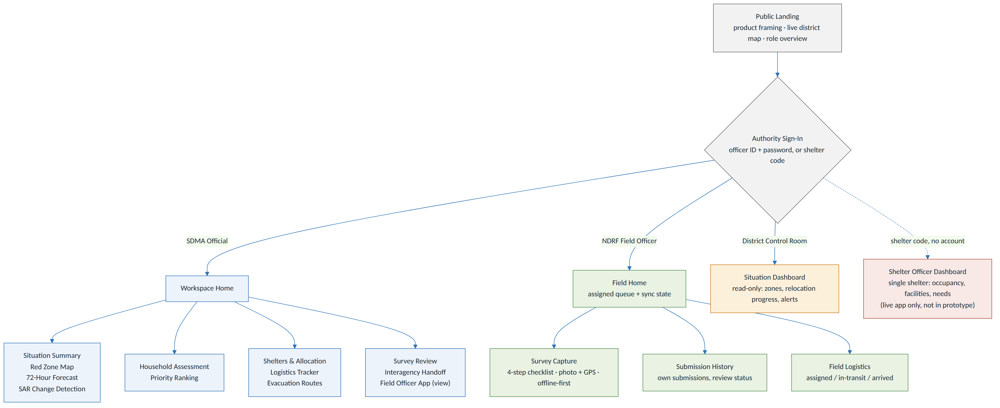 Public Landing
product framing · live district
map · role overview
Authority Sign-In
officer ID + password, or shelter
code
SDMA Official
NDRF Field Officer
District Control Room
shelter code, no account
Workspace Home
Field Home
assigned queue + sync state
Situation Dashboard
read-only: zones, relocation
progress, alerts
Shelter Officer Dashboard
single shelter: occupancy,
facilities, needs
(live app only, not in prototype)
Situation Summary
Red Zone Map
72-Hour Forecast
SAR Change Detection
Household Assessment
Priority Ranking
Shelters & Allocation
Logistics Tracker
Evacuation Routes
Survey Review
Interagency Handoff
Field Officer App (view)
Survey Capture
4-step checklist · photo + GPS ·
offline-first
Submission History
own submissions, review status
Field Logistics
assigned / in-transit / arrived